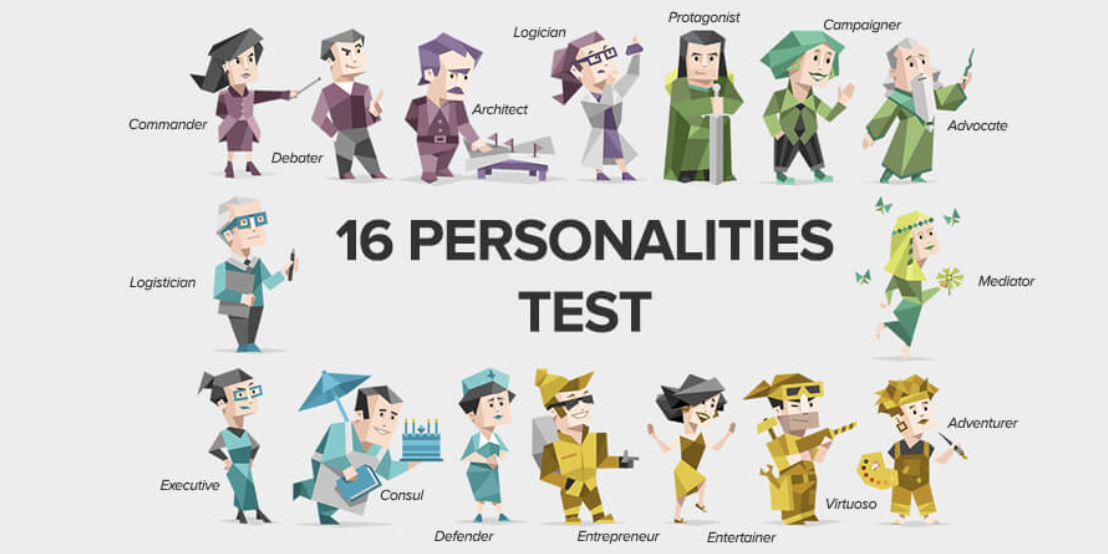 Protagonist
Campaigner
Logician
Architect
Commander
Advocate
Debater
16 PERSONALITIES
TEST
Logistician
Mediator
Adventurer
Executive
Consul
Virtuoso
Defender
Entrepreneur
Entertainer